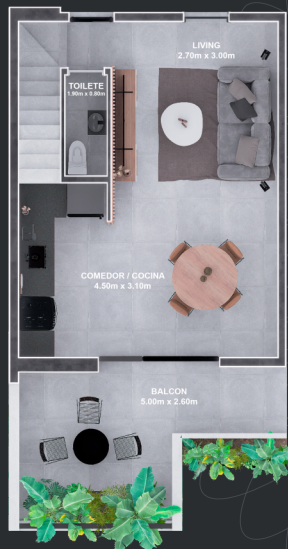 LIVING
2.70m x 3.00m
TOILETE
1.90m x 0.90m
COMEDOR / COCINA
4.50m x 3.10m
BALCON
5.00m x 2.60m